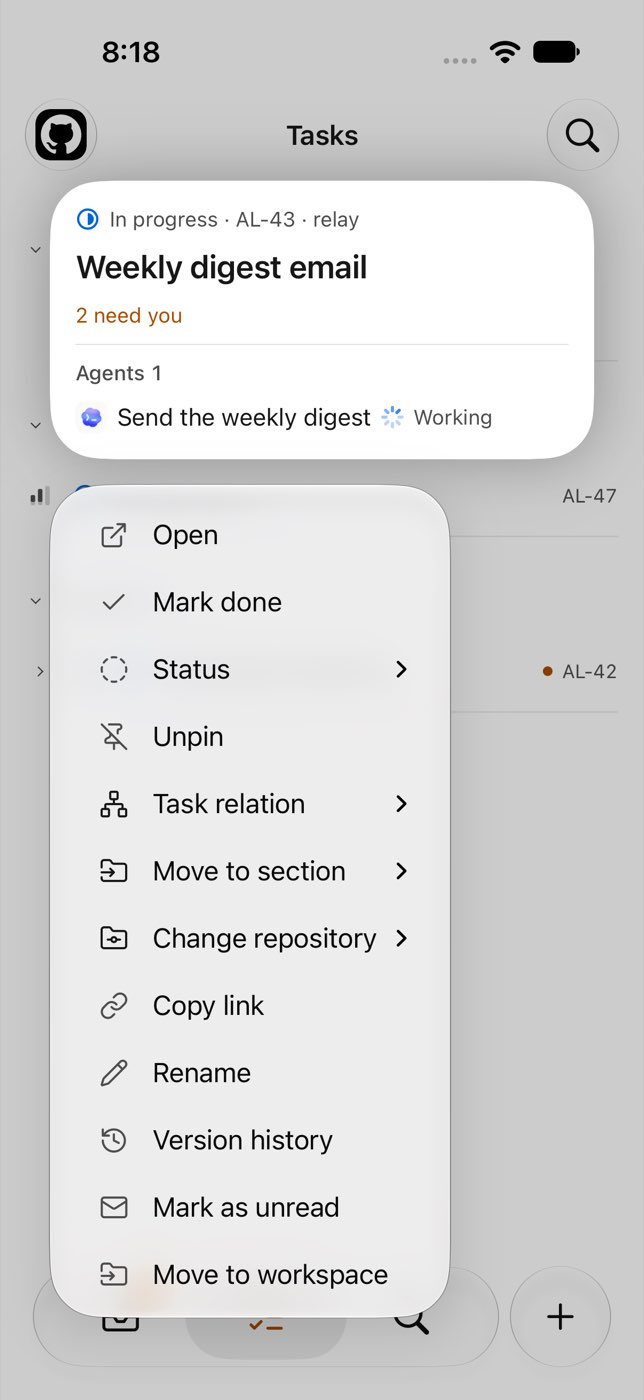 8:18
Tasks
In progress · AL-43 · relay
Weekly digest email
2 need you
Agents 1
Send the weekly digest Working
AL-47
Open
Mark done
Status
AL-42
Unpin
Task relation
Move to section
Change repository
Copy link
Rename
Version history
Mark as unread
Move to workspace